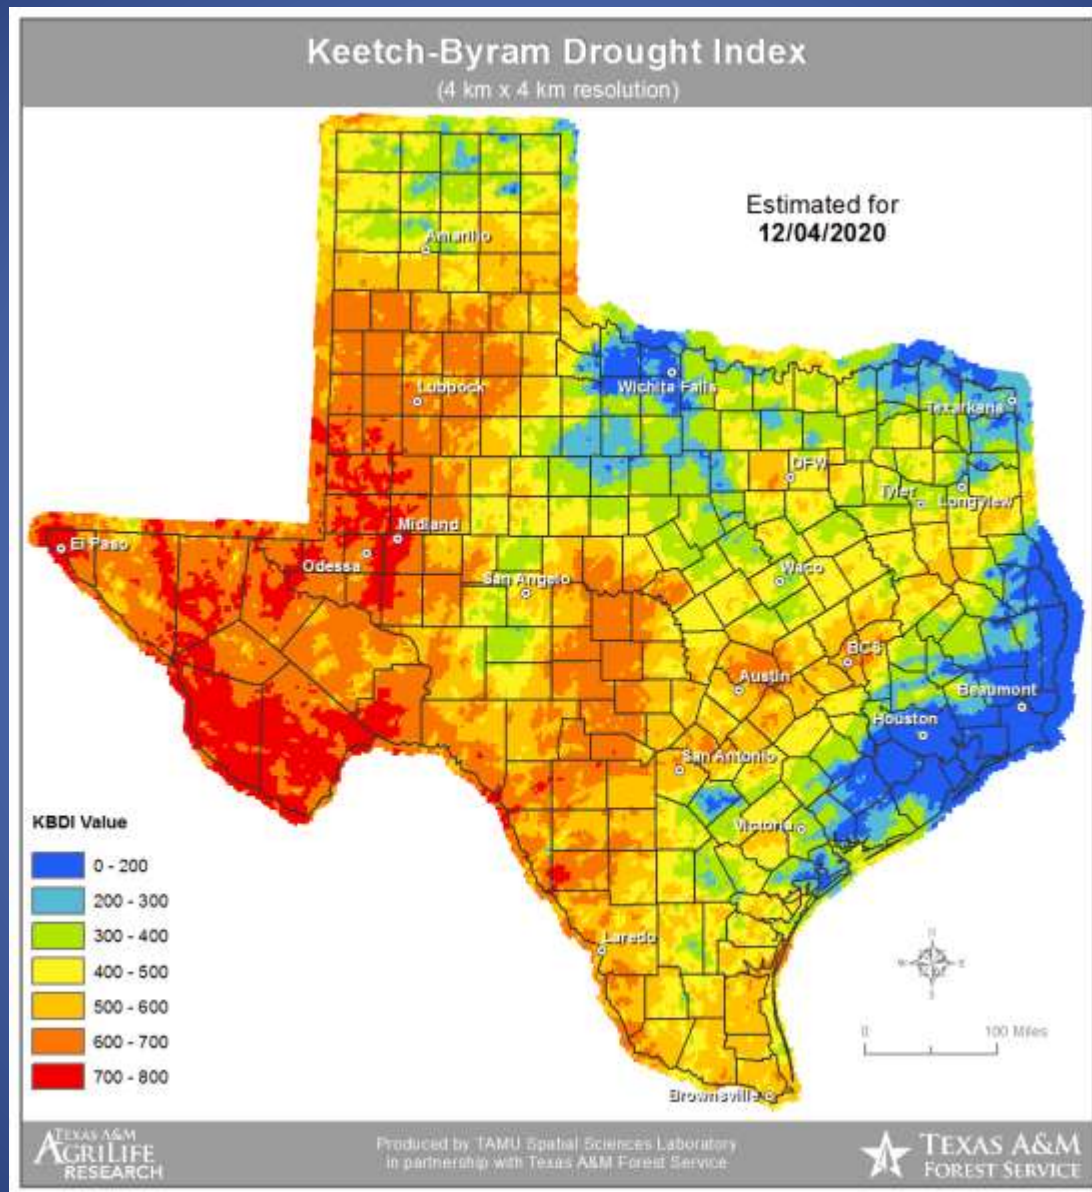 Keetch-Byram Drought Index
(4 km x 4 km resolution)
Estimated for
12/04/2020
Amarillo
Lubbock
Wichita Falls
Texarkana
DFW
Tyler
Longview
Midland
El Paso
Odessa
San Angelo
Waco
BCS
Austin
Beaumont
Houston
San Antonio
Victoria
Laredo
Brownsville
KBDI Value
0 - 200
200 - 300
300 - 400
400 - 500
500 - 600
600 - 700
700 - 800
N
W
E
S
0
100 Miles
TEXAS A&M
AGRILIFE
RESEARCH
Produced by TAMU Spatial Sciences Laboratory
in partnership with Texas A&M Forest Service
TEXAS A&M
FOREST SERVICE